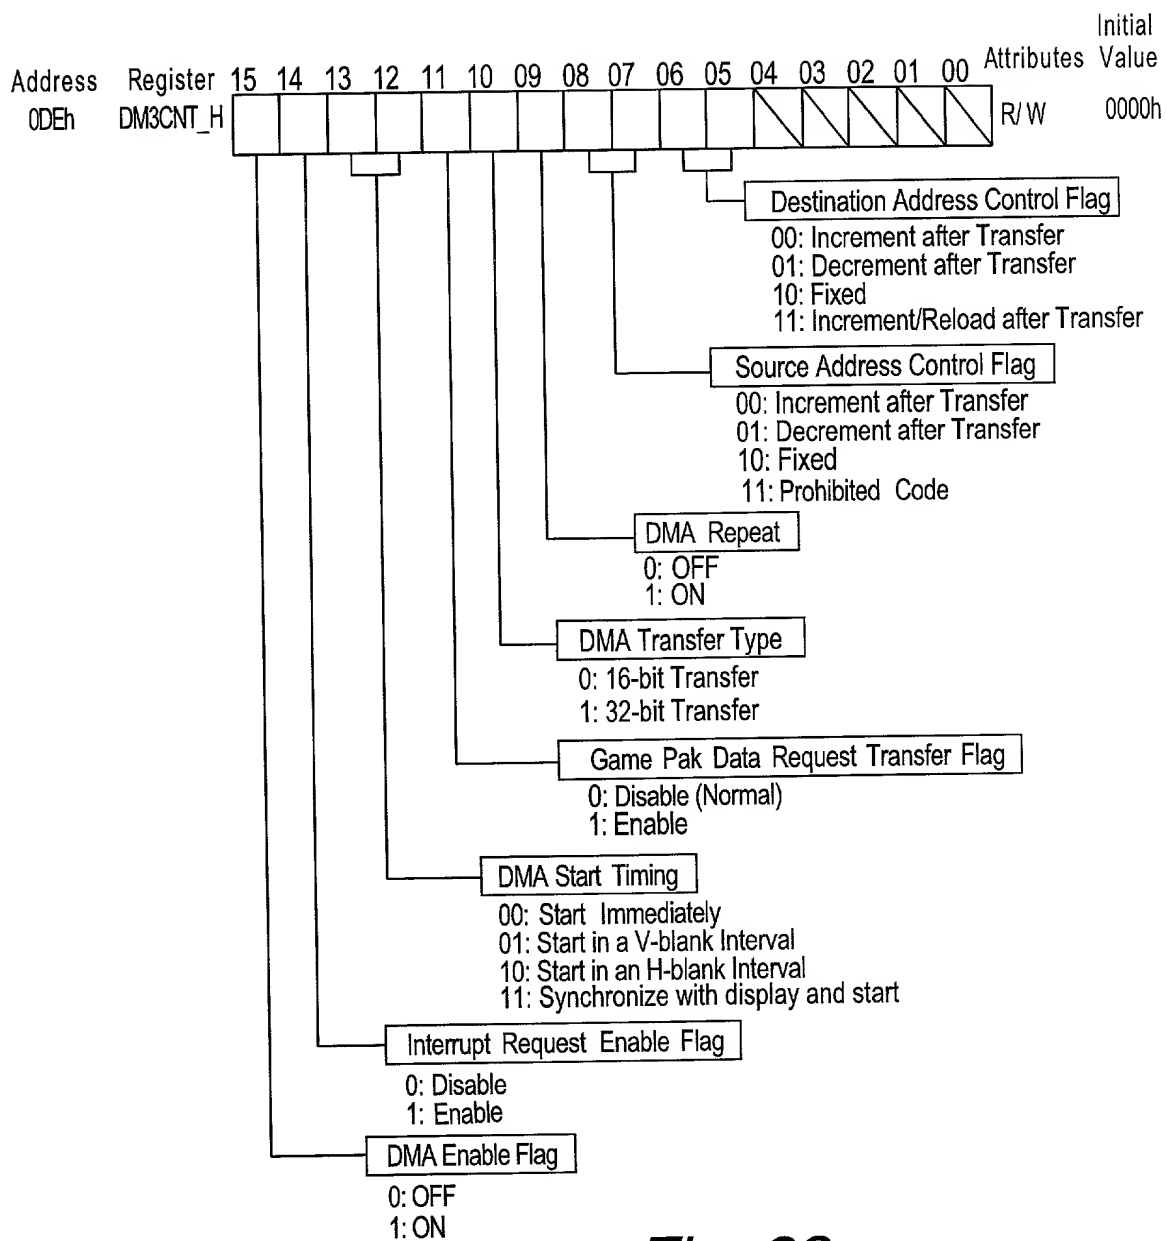 Initial
Address Register 15 14 13 12 11 10 09 08 07 06 05 04 03 02 01 00 Attributes Value
0DEh DM3CNT_H R/W 0000h
Destination Address Control Flag
00: Increment after Transfer
01: Decrement after Transfer
10: Fixed
11: Increment/Reload after Transfer
Source Address Control Flag
00: Increment after Transfer
01: Decrement after Transfer
10: Fixed
11: Prohibited Code
DMA Repeat
0: OFF
1: ON
DMA Transfer Type
0: 16-bit Transfer
1: 32-bit Transfer
Game Pak Data Request Transfer Flag
0: Disable (Normal)
1: Enable
DMA Start Timing
00: Start Immediately
01: Start in a V-blank Interval
10: Start in an H-blank Interval
11: Synchronize with display and start
Interrupt Request Enable Flag
0: Disable
1: Enable
DMA Enable Flag
0: OFF
1: ON